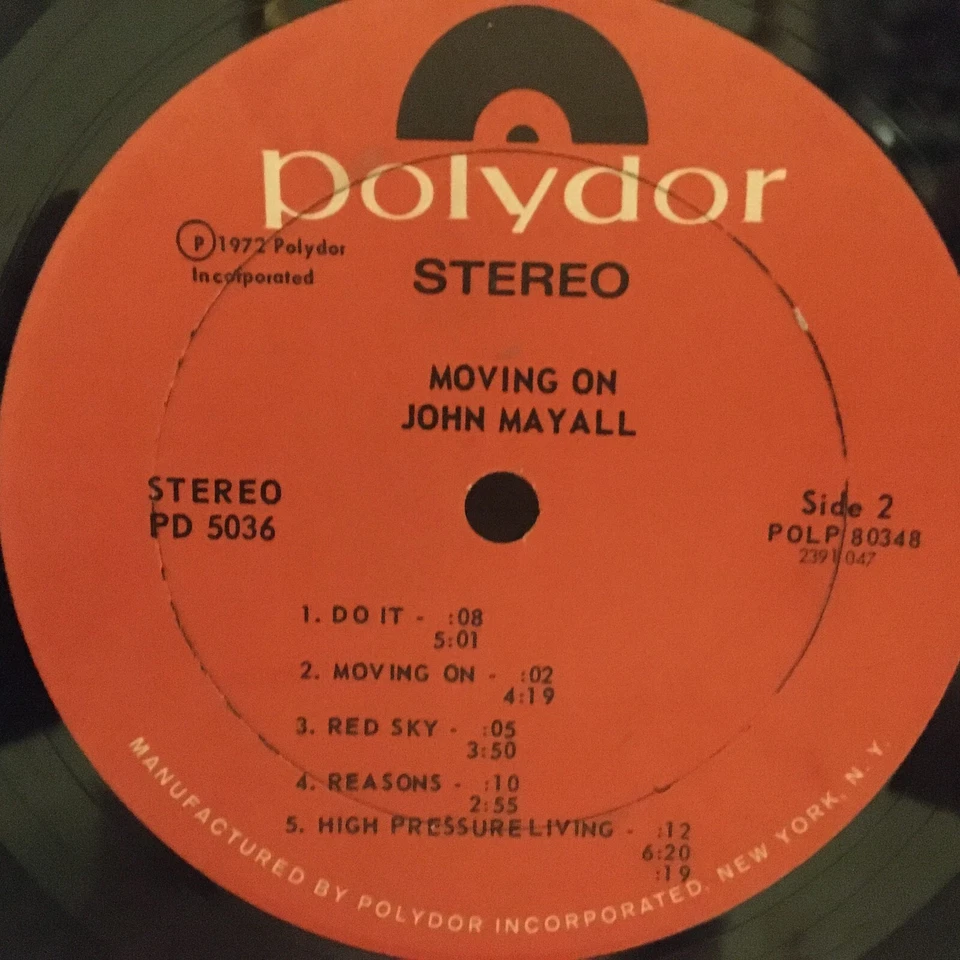 polydor
Ⓟ 1972 Polydor
Incorporated
STEREO
MOVING ON
JOHN MAYALL
STEREO
PD 5036
Side 2
POLP 80348
2391 047
1. DO IT - :08
5:01
2. MOVING ON - :02
4:19
3. RED SKY - :05
3:50
4. REASONS - :10
2:55
5. HIGH PRESSURE LIVING - :12
6:20
:19
MANUFACTURED BY POLYDOR INCORPORATED, NEW YORK, N. Y.